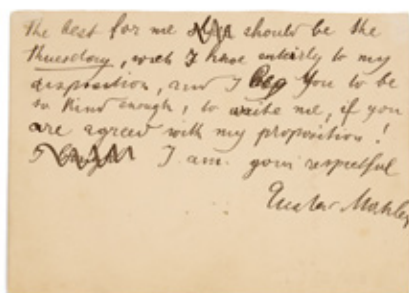 The best for me should be the
Thuersday, wich I have entirely to my
disposition, and I beg You to be
so kind enough, to write me, if you
are agreed with my proposition!
I am your respectful
Gustav Mahler